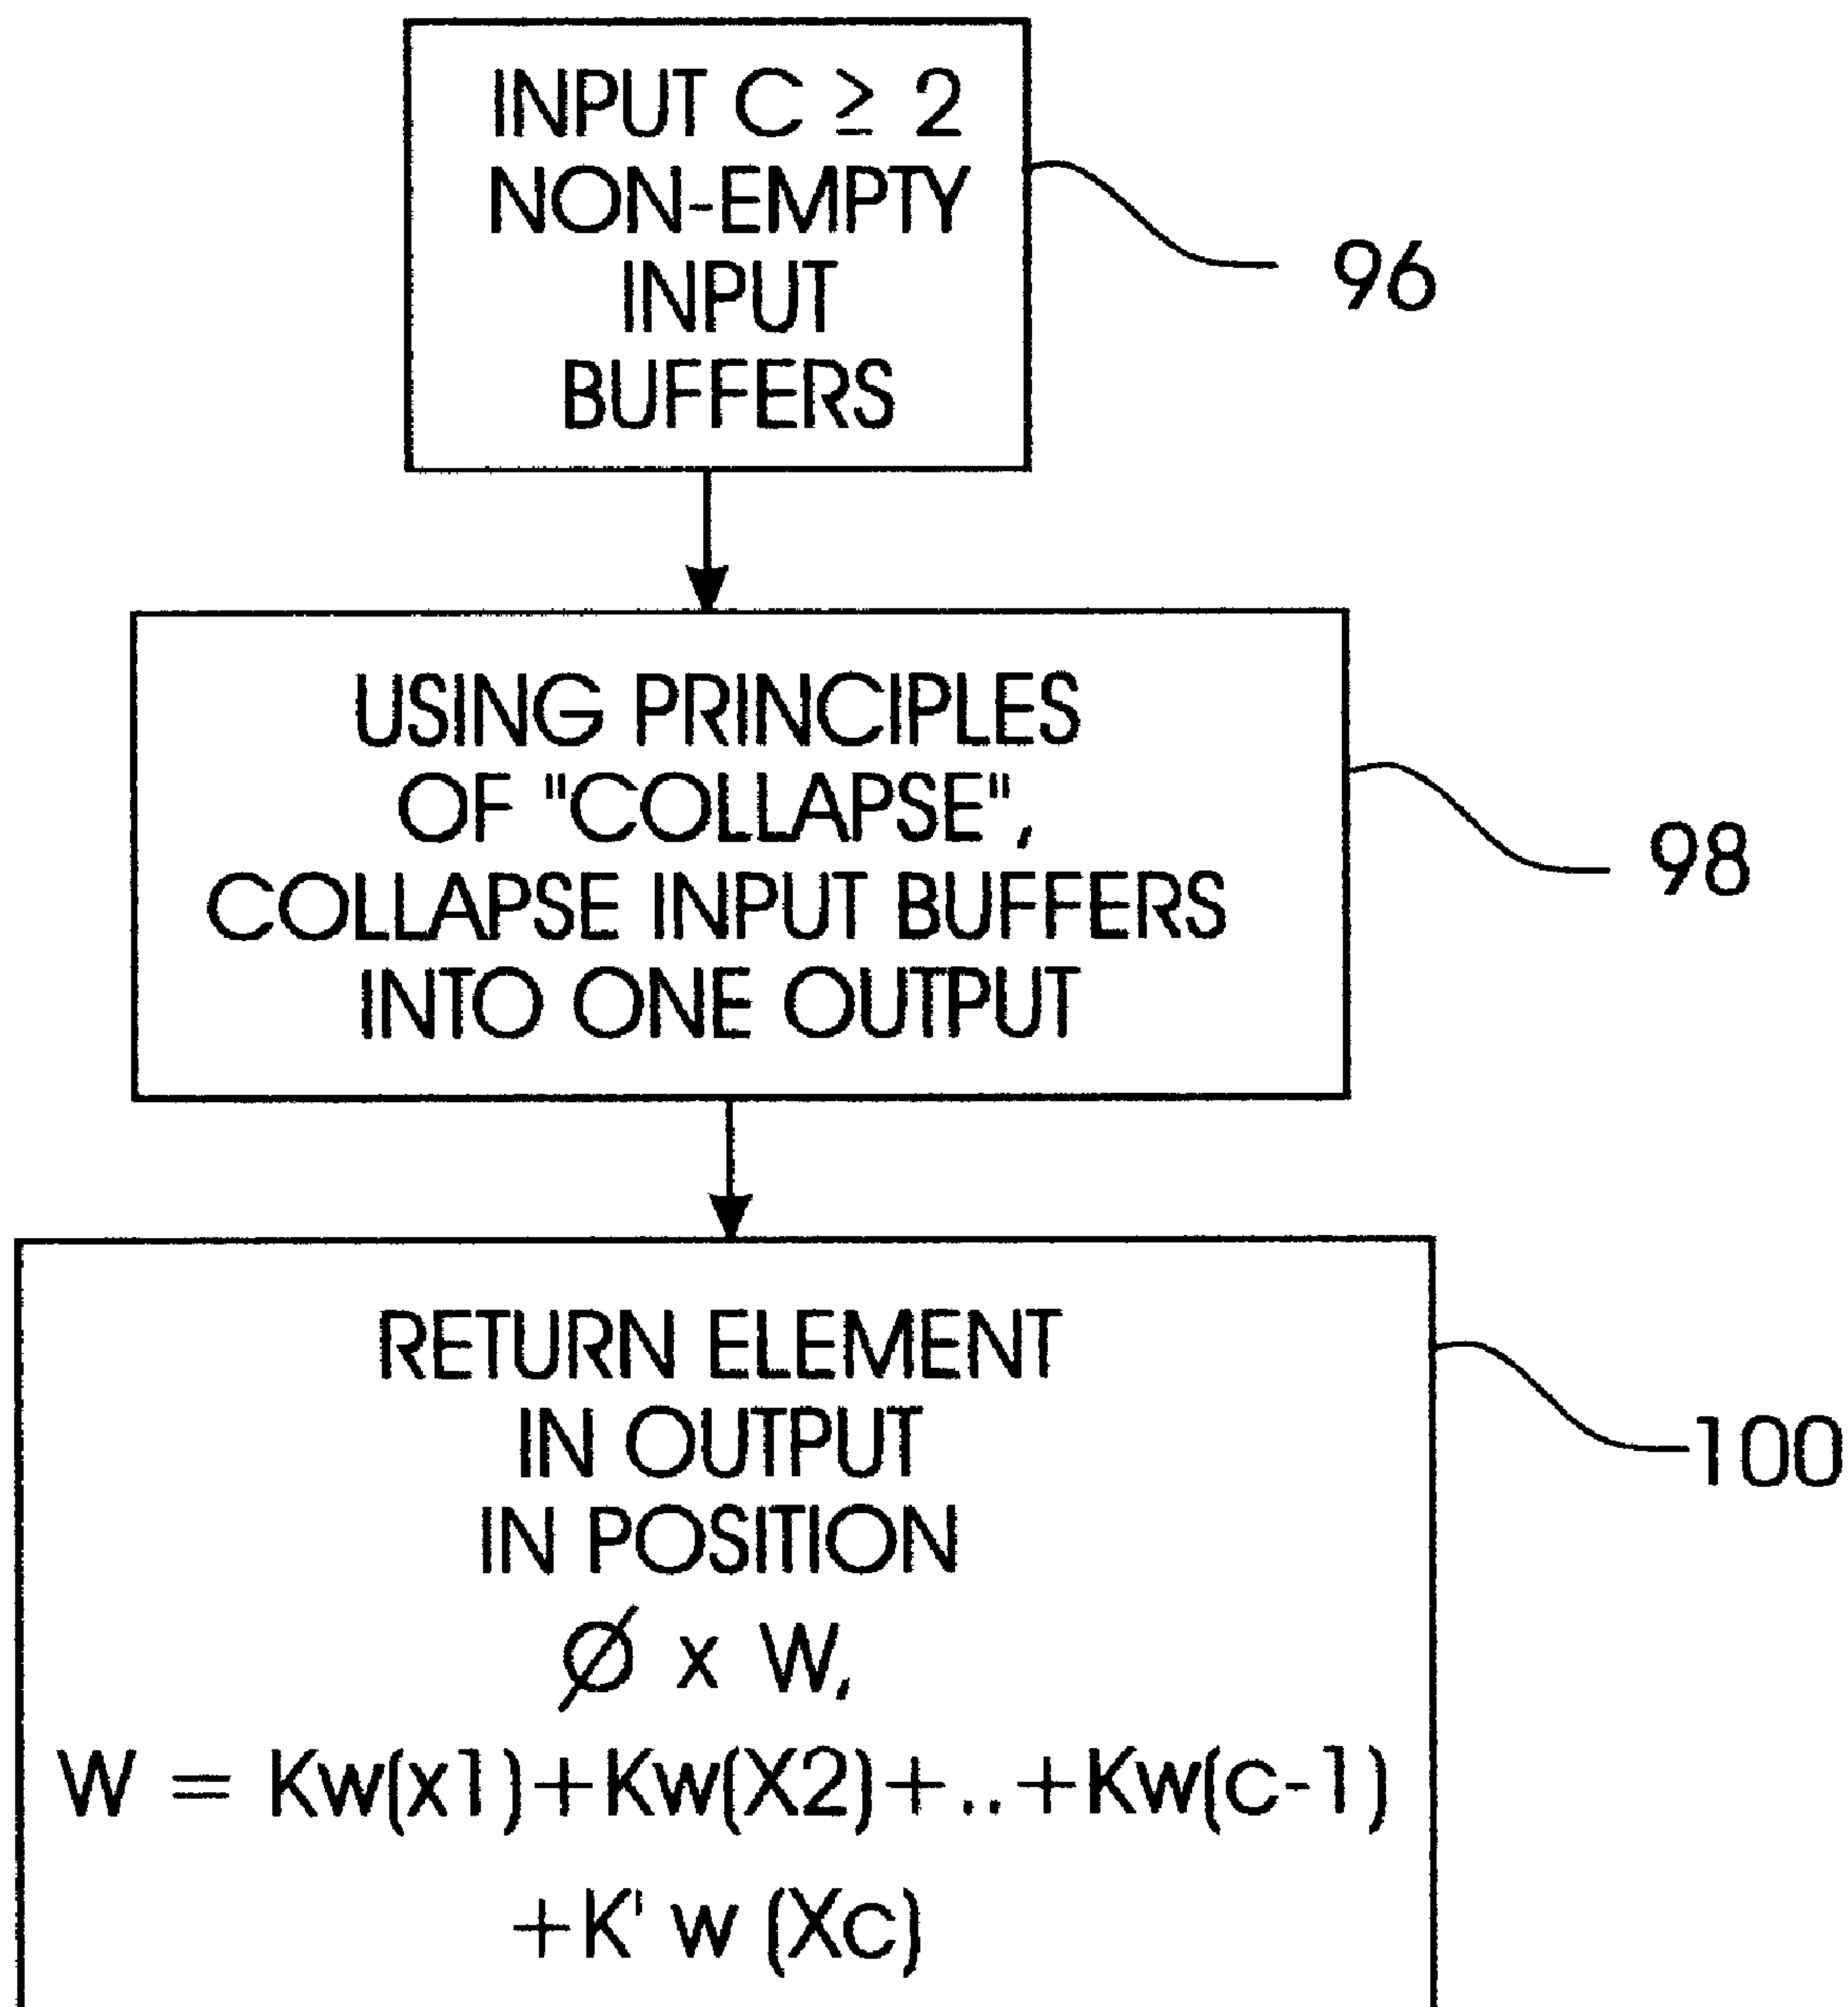 INPUT C ≥ 2
NON-EMPTY
INPUT
BUFFERS
96
USING PRINCIPLES
OF "COLLAPSE",
COLLAPSE INPUT BUFFERS
INTO ONE OUTPUT
98
RETURN ELEMENT
IN OUTPUT
IN POSITION
Ø x W,
W = Kw(x1)+Kw(X2)+..+Kw(c-1)
+K' w (Xc)
100